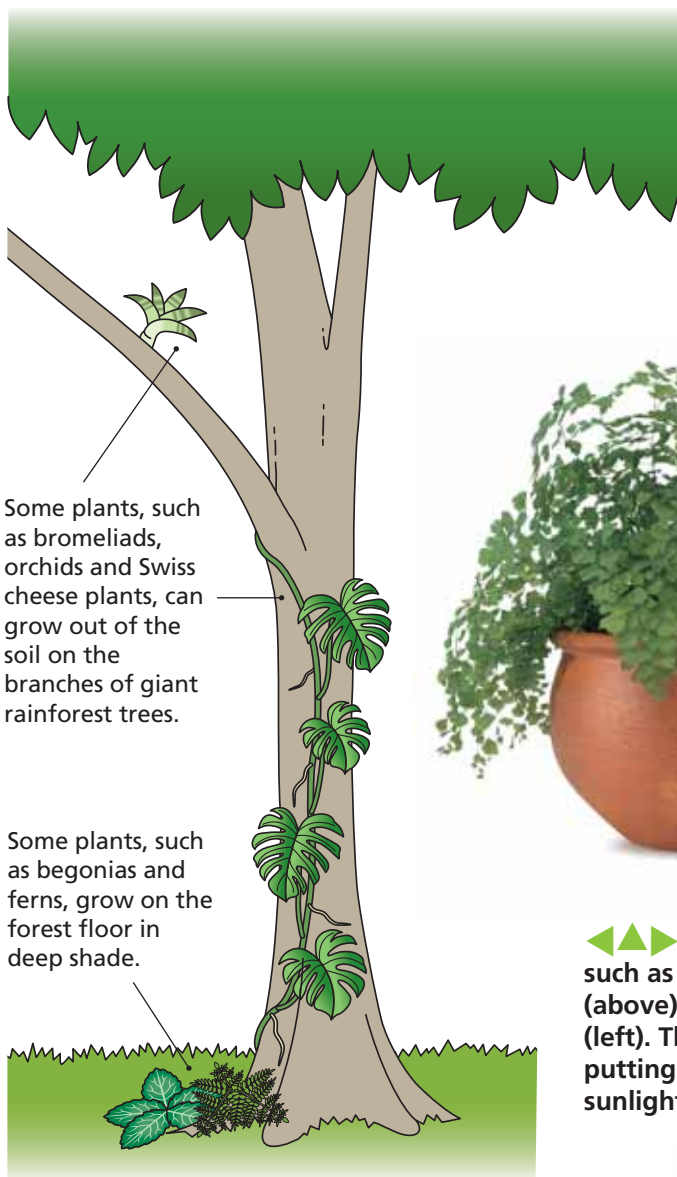 Some plants, such
as bromeliads,
orchids and Swiss
cheese plants, can
grow out of the
soil on the
branches of giant
rainforest trees.
Some plants, such
as begonias and
ferns, grow on the
forest floor in
deep shade.
such as
(above)
(left). Th
putting
sunlight